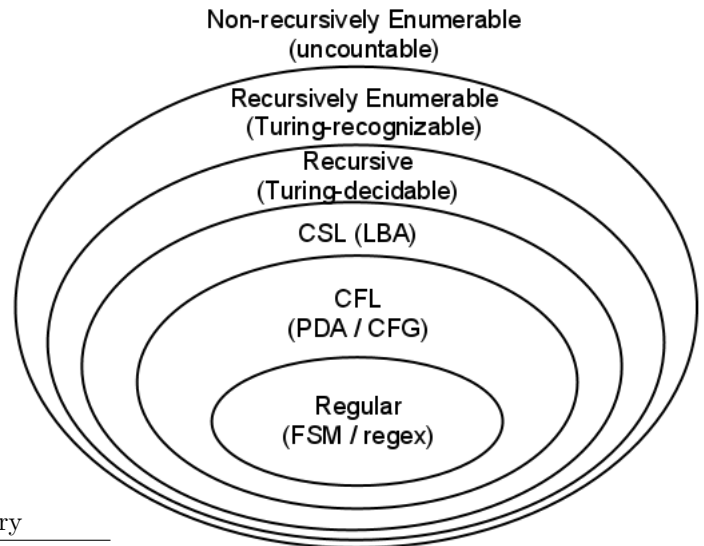 Non-recursively Enumerable
(uncountable)
Recursively Enumerable
(Turing-recognizable)
Recursive
(Turing-decidable)
CSL (LBA)
CFL
(PDA / CFG)
Regular
(FSM / regex)
ry